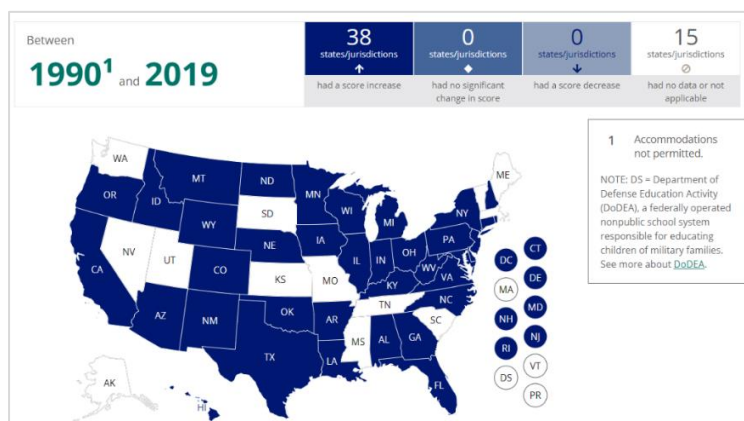 Between
1990¹ and 2019
38
states/jurisdictions
had a score increase
0
states/jurisdictions
had no significant
change in score
0
states/jurisdictions
had a score decrease
15
states/jurisdictions
had no data or not
applicable
1 Accommodations
not permitted.
NOTE: DS = Department of
Defense Education Activity
(DoDEA), a federally operated
nonpublic school system
responsible for educating
children of military families.
See more about DoDEA.
WA
MT
ND
MN
ME
OR
ID
SD
WI
MI
NY
WY
IA
PA
NE
NV
UT
IL
IN
OH
CA
CO
KS
MO
WV
VA
KY
NC
TN
AZ
NM
OK
AR
SC
MS
AL
GA
TX
LA
FL
AK
HI
CT
DC
DE
MA
MD
NH
NJ
RI
VT
DS
PR